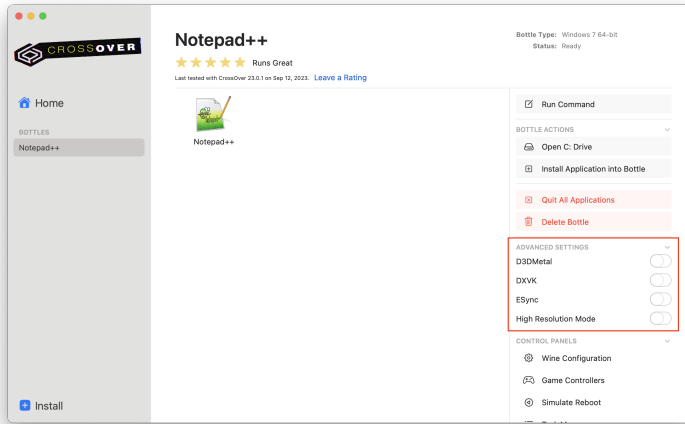 CROSSOVER
Home
BOTTLES
Notepad++
Install
Notepad++
Runs Great
Last tested with CrossOver 23.0.1 on Sep 12, 2023. Leave a Rating
Notepad++
Bottle Type: Windows 7 64-bit
Status: Ready
Run Command
BOTTLE ACTIONS
Open C: Drive
Install Application into Bottle
Quit All Applications
Delete Bottle
ADVANCED SETTINGS
D3DMetal
DXVK
ESync
High Resolution Mode
CONTROL PANELS
Wine Configuration
Game Controllers
Simulate Reboot